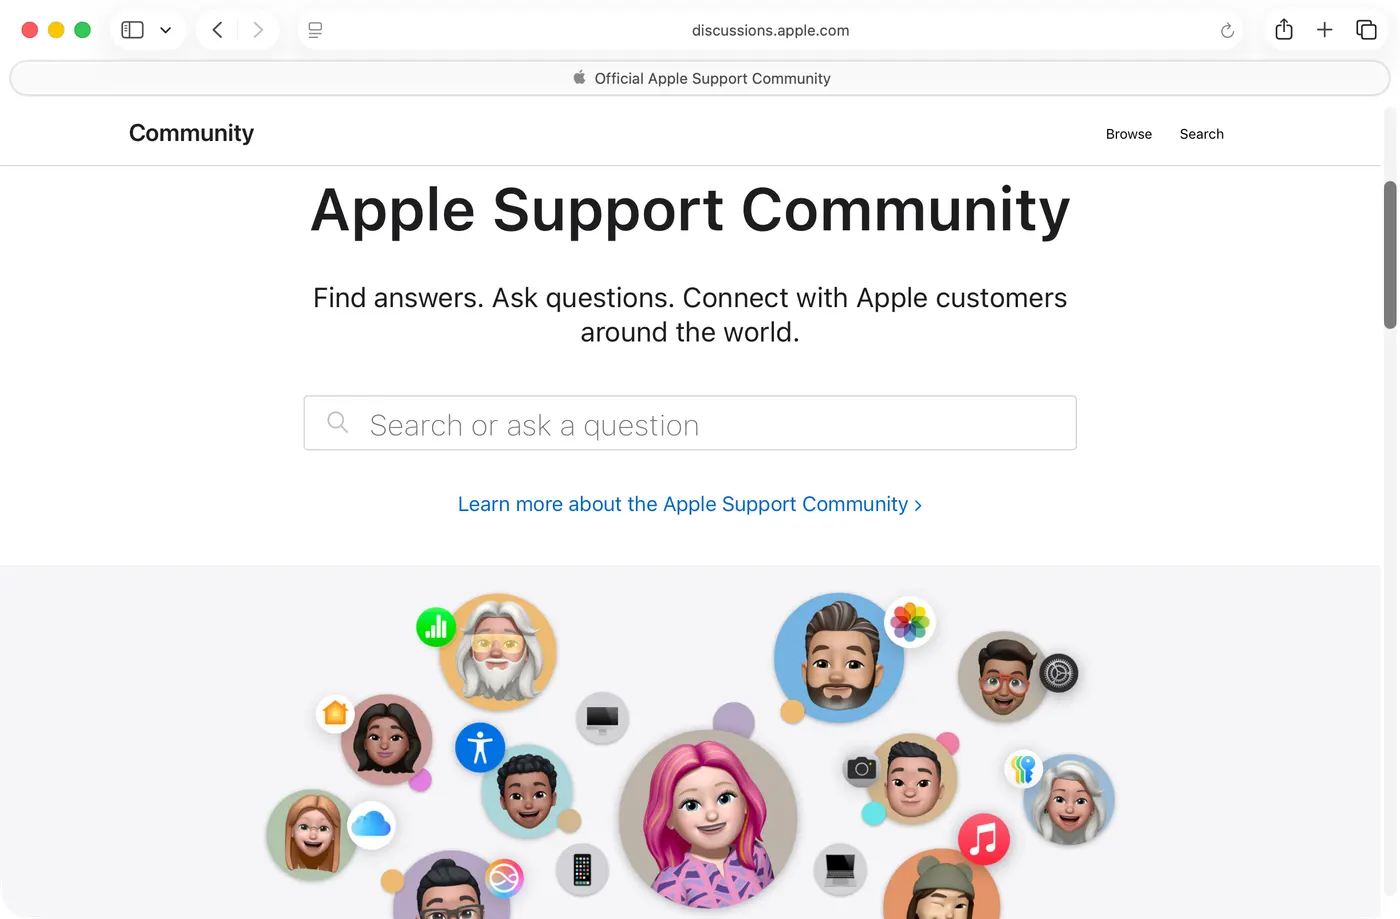 discussions.apple.com
Official Apple Support Community
Community
Browse
Search
Apple Support Community
Find answers. Ask questions. Connect with Apple customers
around the world.
Search or ask a question
Learn more about the Apple Support Community >